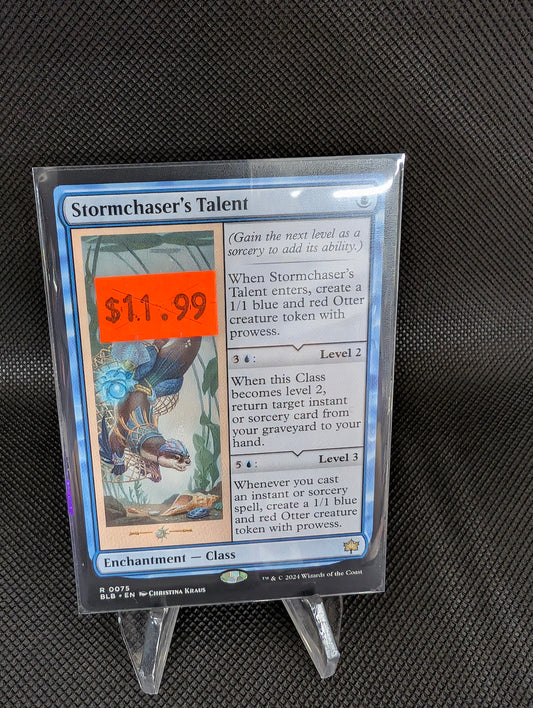 Stormchaser's Talent
(Gain the next level as a
sorcery to add its ability.)
When Stormchaser's
Talent enters, create a
1/1 blue and red Otter
creature token with
prowess.
$11.99
3 : Level 2
When this Class
becomes level 2,
return target instant
or sorcery card from
your graveyard to your
hand.
5 : Level 3
Whenever you cast
an instant or sorcery
spell, create a 1/1 blue
and red Otter creature
token with prowess.
Enchantment — Class
R 0075
BLB • EN Christina Kraus
™ & © 2024 Wizards of the Coast